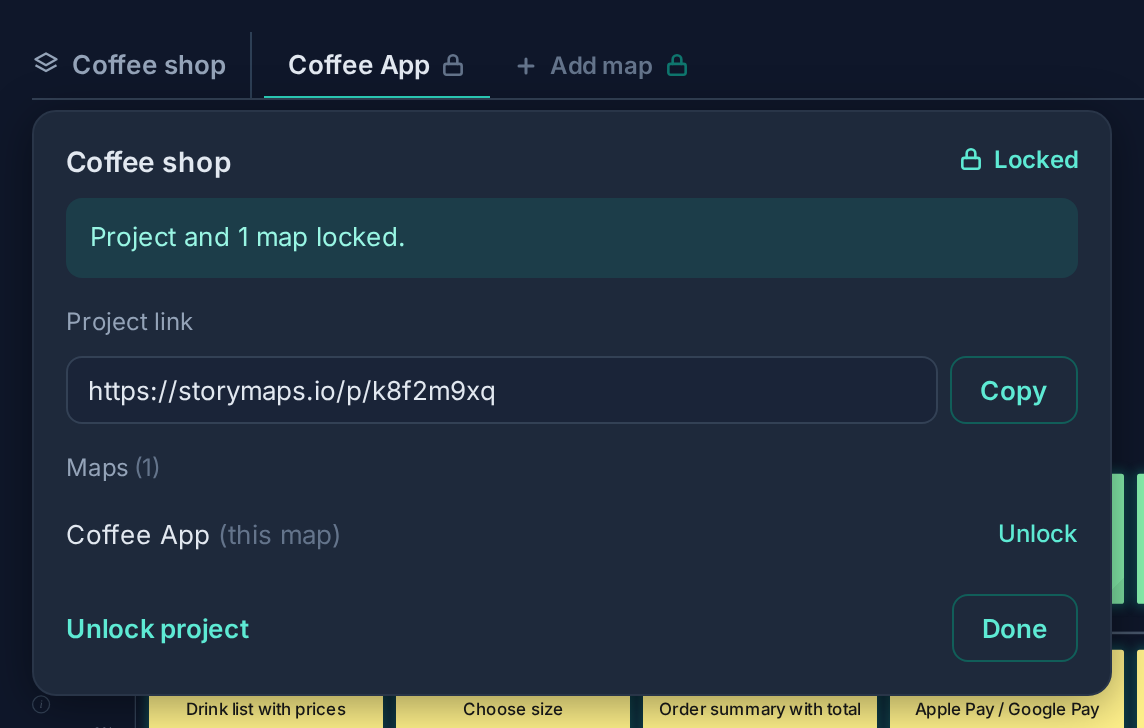 Coffee shop
Coffee App
+ Add map
Coffee shop
Locked
Project and 1 map locked.
Project link
https://storymaps.io/p/k8f2m9xq
Copy
Maps (1)
Coffee App (this map)
Unlock
Unlock project
Done
Drink list with prices
Choose size
Order summary with total
Apple Pay / Google Pay